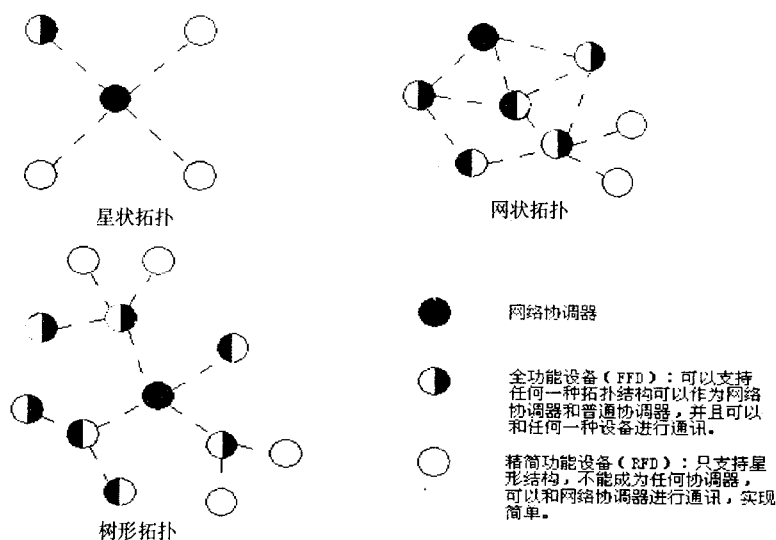 星状拓扑
网状拓扑
树形拓扑
网络协调器
全功能设备（FFD）：可以支持
任何一种拓扑结构可以作为网络
协调器和普通协调器，并且可以
和任何一种设备进行通讯。
精简功能设备（RFD）：只支持星
形结构，不能成为任何协调器，
可以和网络协调器进行通讯，实现
简单。